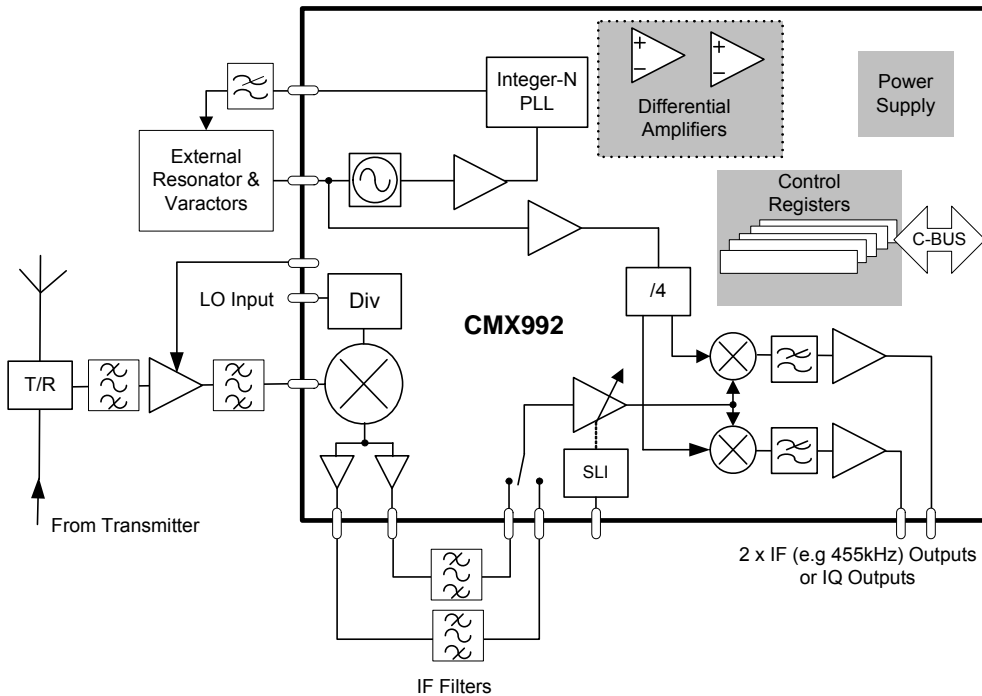 Integer-N
PLL
+
−
+
−
Differential
Amplifiers
Power
Supply
External
Resonator &
Varactors
Control
Registers
C-BUS
LO Input
Div
/4
CMX992
T/R
SLI
From Transmitter
2 x IF (e.g 455kHz) Outputs
or IQ Outputs
IF Filters